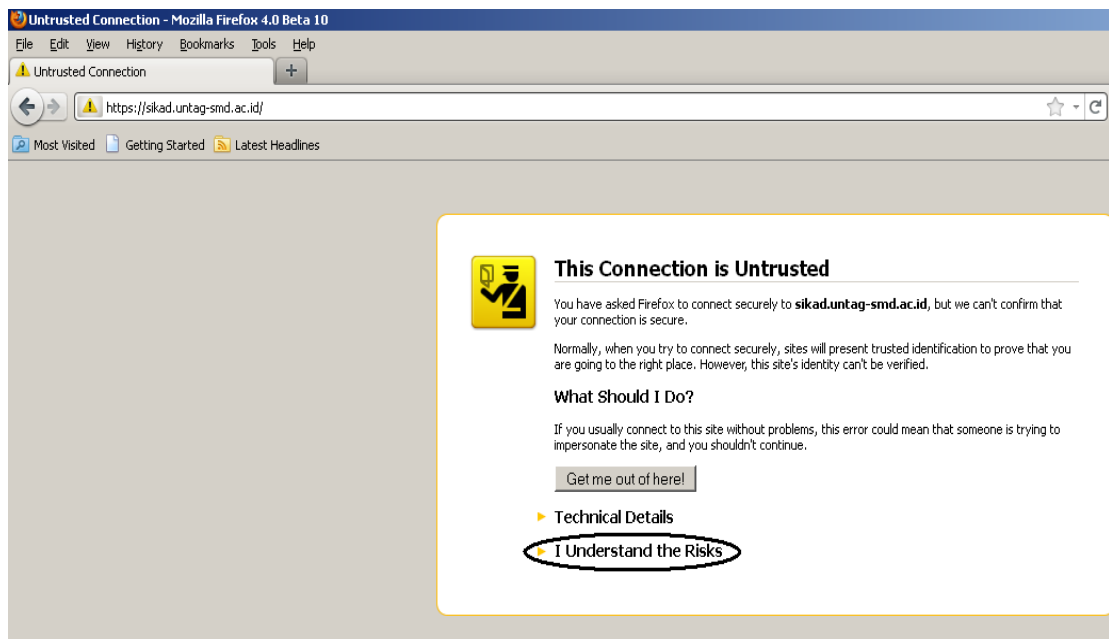 Untrusted Connection - Mozilla Firefox 4.0 Beta 10
File Edit View History Bookmarks Tools Help
Untrusted Connection +
https://sikad.untag-smd.ac.id/
Most Visited Getting Started Latest Headlines
This Connection is Untrusted
You have asked Firefox to connect securely to sikad.untag-smd.ac.id, but we can't confirm that
your connection is secure.
Normally, when you try to connect securely, sites will present trusted identification to prove that you
are going to the right place. However, this site's identity can't be verified.
What Should I Do?
If you usually connect to this site without problems, this error could mean that someone is trying to
impersonate the site, and you shouldn't continue.
Get me out of here!
Technical Details
I Understand the Risks